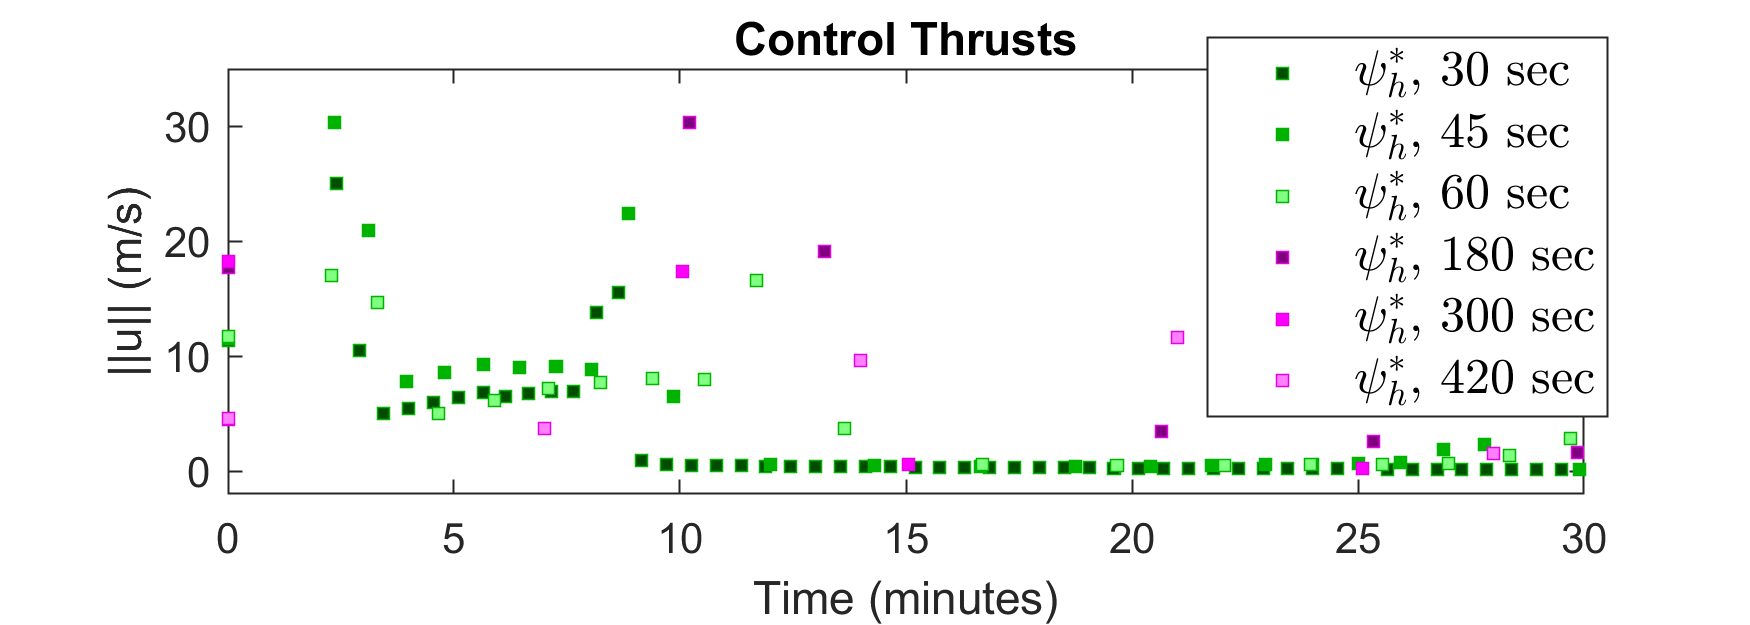 Control Thrusts
ψ*h, 30 sec
ψ*h, 45 sec
ψ*h, 60 sec
ψ*h, 180 sec
ψ*h, 300 sec
ψ*h, 420 sec
||u|| (m/s)
30
20
10
0
0 5 10 15 20 25 30
Time (minutes)